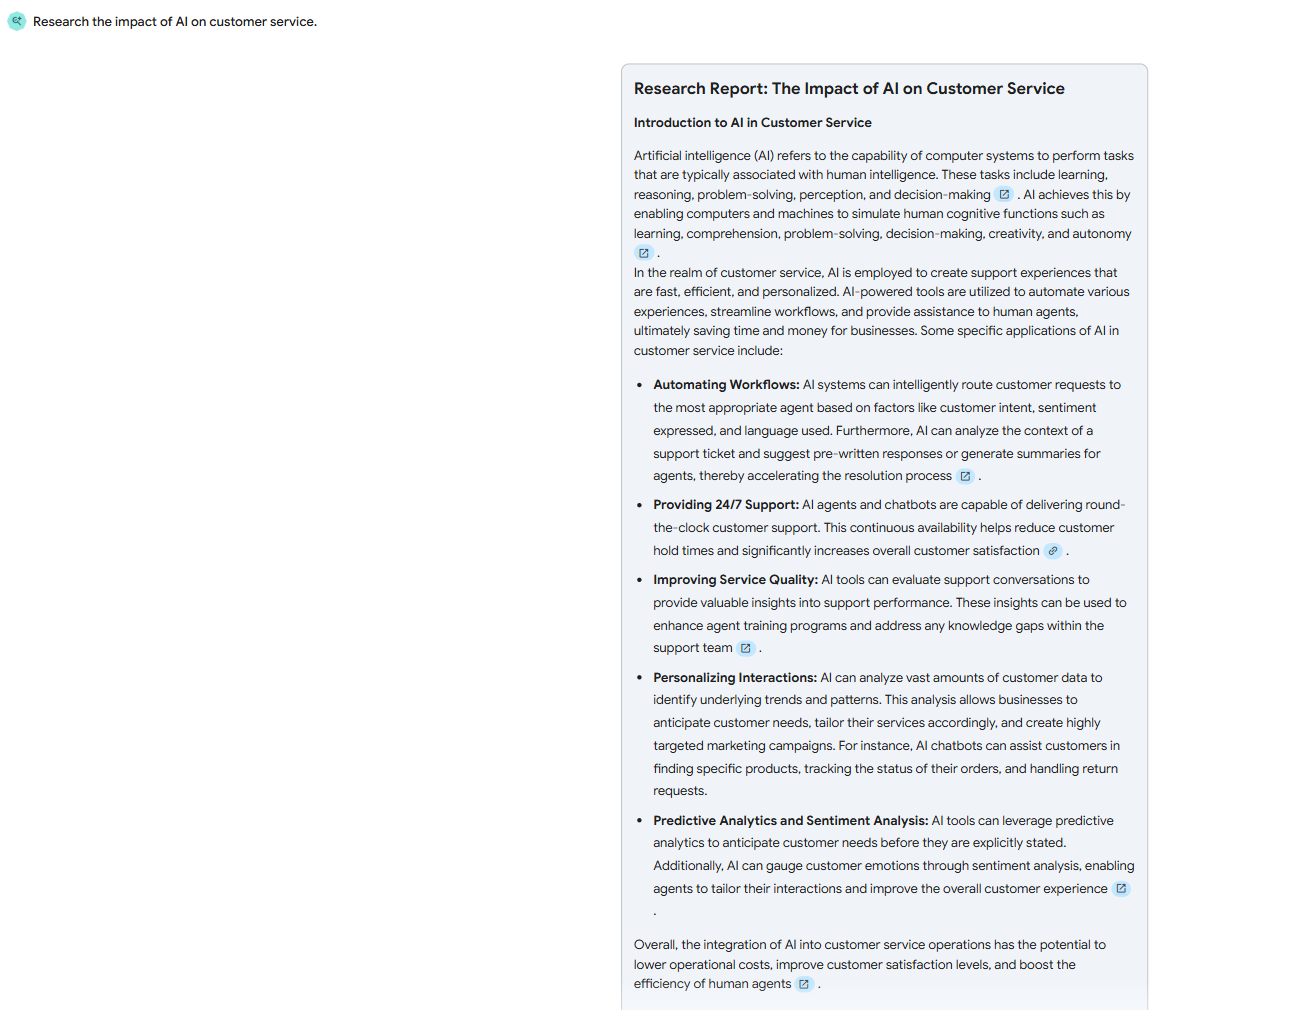 Research the impact of AI on customer service.
Research Report: The Impact of AI on Customer Service
Introduction to AI in Customer Service
Artificial intelligence (AI) refers to the capability of computer systems to perform tasks
that are typically associated with human intelligence. These tasks include learning,
reasoning, problem-solving, perception, and decision-making . AI achieves this by
enabling computers and machines to simulate human cognitive functions such as
learning, comprehension, problem-solving, decision-making, creativity, and autonomy
.
In the realm of customer service, AI is employed to create support experiences that
are fast, efficient, and personalized. AI-powered tools are utilized to automate various
experiences, streamline workflows, and provide assistance to human agents,
ultimately saving time and money for businesses. Some specific applications of AI in
customer service include:
• Automating Workflows: AI systems can intelligently route customer requests to
the most appropriate agent based on factors like customer intent, sentiment
expressed, and language used. Furthermore, AI can analyze the context of a
support ticket and suggest pre-written responses or generate summaries for
agents, thereby accelerating the resolution process .
• Providing 24/7 Support: AI agents and chatbots are capable of delivering round-
the-clock customer support. This continuous availability helps reduce customer
hold times and significantly increases overall customer satisfaction .
• Improving Service Quality: AI tools can evaluate support conversations to
provide valuable insights into support performance. These insights can be used to
enhance agent training programs and address any knowledge gaps within the
support team .
• Personalizing Interactions: AI can analyze vast amounts of customer data to
identify underlying trends and patterns. This analysis allows businesses to
anticipate customer needs, tailor their services accordingly, and create highly
targeted marketing campaigns. For instance, AI chatbots can assist customers in
finding specific products, tracking the status of their orders, and handling return
requests.
• Predictive Analytics and Sentiment Analysis: AI tools can leverage predictive
analytics to anticipate customer needs before they are explicitly stated.
Additionally, AI can gauge customer emotions through sentiment analysis, enabling
agents to tailor their interactions and improve the overall customer experience
.
Overall, the integration of AI into customer service operations has the potential to
lower operational costs, improve customer satisfaction levels, and boost the
efficiency of human agents .